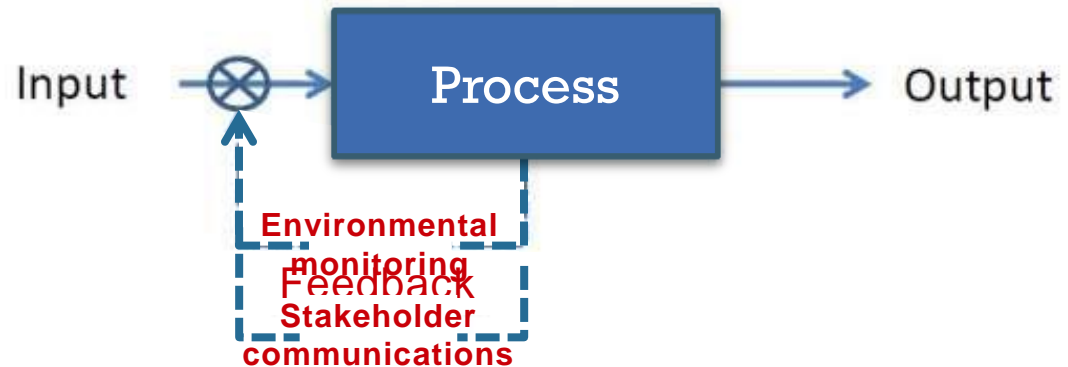 Input
Process
Output
Environmental
monitoring
Feedback
Stakeholder
communications